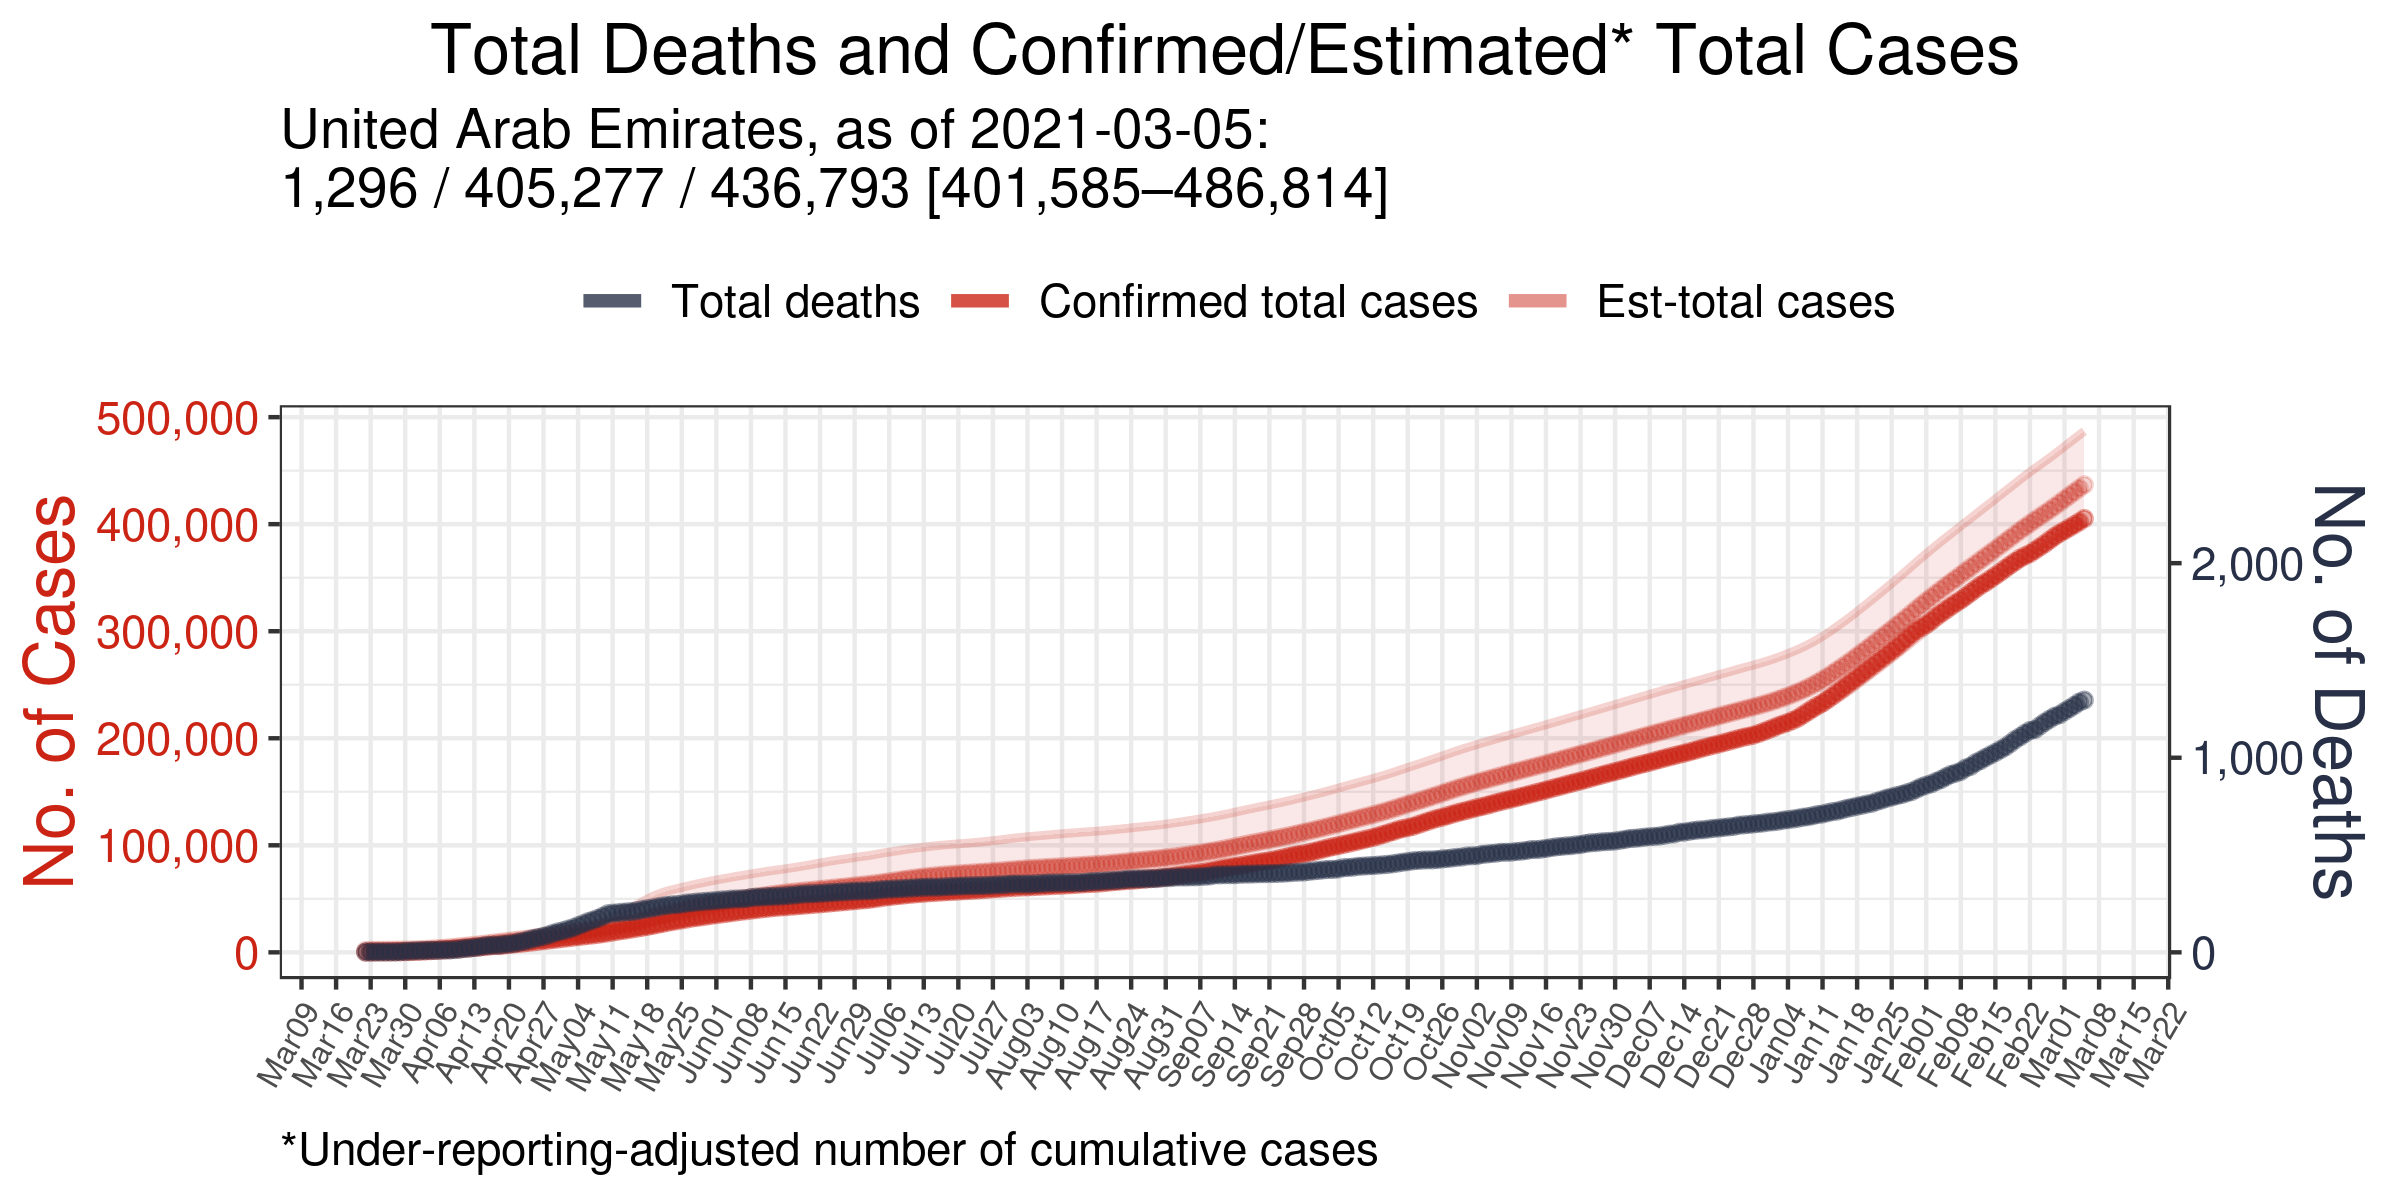 Total Deaths and Confirmed/Estimated* Total Cases
United Arab Emirates, as of 2021-03-05:
1,296 / 405,277 / 436,793 [401,585–486,814]
Total deaths
Confirmed total cases
Est-total cases
No. of Cases
500,000
400,000
300,000
200,000
100,000
0
2,000
1,000
0
No. of Deaths
Mar09
Mar16
Mar23
Mar30
Apr06
Apr13
Apr20
Apr27
May04
May11
May18
May25
Jun01
Jun08
Jun15
Jun22
Jun29
Jul06
Jul13
Jul20
Jul27
Aug03
Aug10
Aug17
Aug24
Aug31
Sep07
Sep14
Sep21
Sep28
Oct05
Oct12
Oct19
Oct26
Nov02
Nov09
Nov16
Nov23
Nov30
Dec07
Dec14
Dec21
Dec28
Jan04
Jan11
Jan18
Jan25
Feb01
Feb08
Feb15
Feb22
Mar01
Mar08
Mar15
Mar22
*Under-reporting-adjusted number of cumulative cases